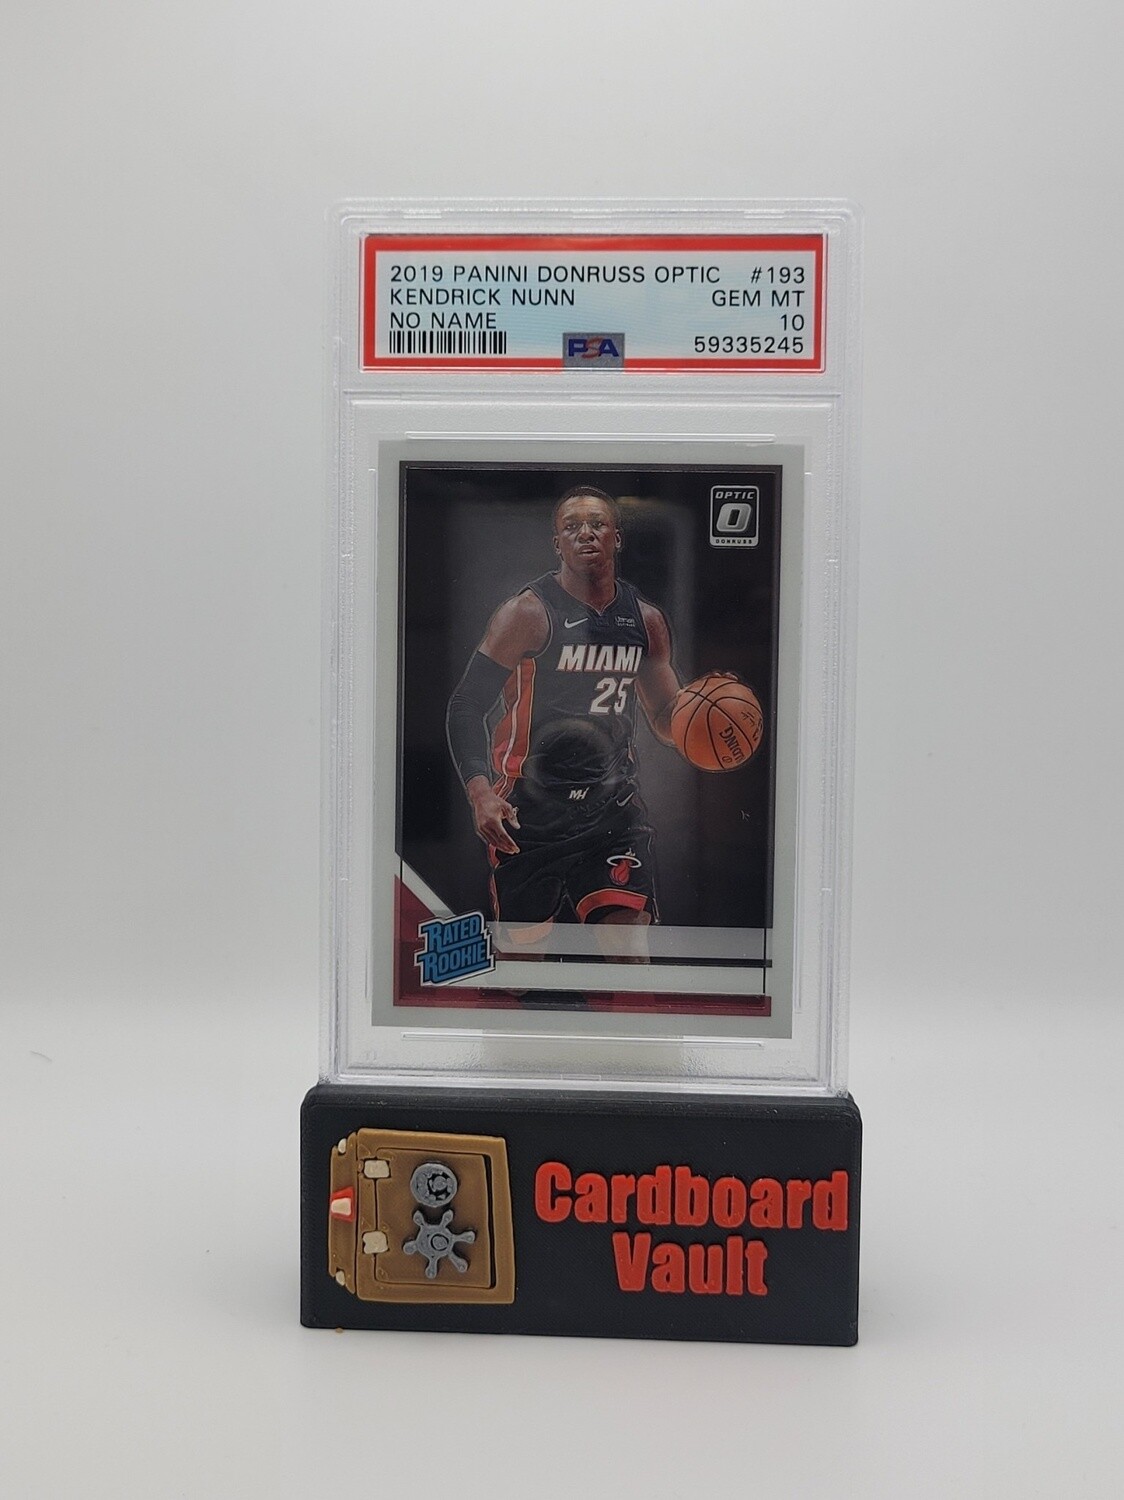 2019 PANINI DONRUSS OPTIC #193
KENDRICK NUNN GEM MT
NO NAME 10
PSA 59335245
OPTIC
O
DONRUSS
MIAMI
25
MH
RATED
ROOKIE
Cardboard
Vault